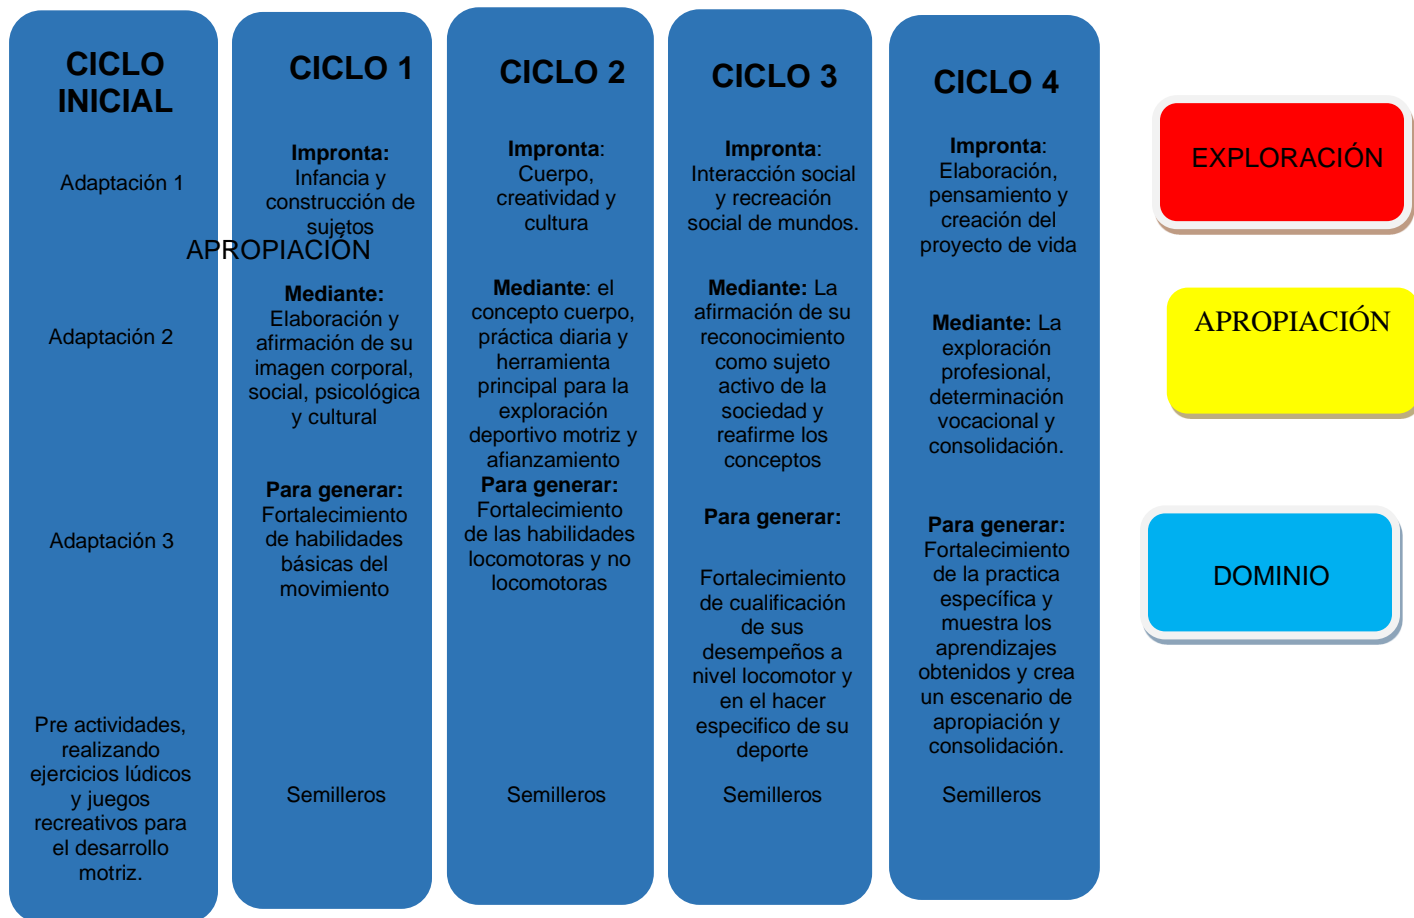 CICLO
INICIAL
Adaptación 1
Adaptación 2
Adaptación 3
Pre actividades,
realizando
ejercicios lúdicos
y juegos
recreativos para
el desarrollo
motriz.
CICLO 1
Impronta:
Infancia y
construcción de
sujetos
APROPIACIÓN
Mediante:
Elaboración y
afirmación de su
imagen corporal,
social, psicológica
y cultural
Para generar:
Fortalecimiento
de habilidades
básicas del
movimiento
Semilleros
CICLO 2
Impronta:
Cuerpo,
creatividad y
cultura
Mediante: el
concepto cuerpo,
práctica diaria y
herramienta
principal para la
exploración
deportivo motriz y
afianzamiento
Para generar:
Fortalecimiento
de las habilidades
locomotoras y no
locomotoras
Semilleros
CICLO 3
Impronta:
Interacción social
y recreación
social de mundos.
Mediante: La
afirmación de su
reconocimiento
como sujeto
activo de la
sociedad y
reafirme los
conceptos
Para generar:
Fortalecimiento
de cualificación
de sus
desempeños a
nivel locomotor y
en el hacer
especifico de su
deporte
Semilleros
CICLO 4
Impronta:
Elaboración,
pensamiento y
creación del
proyecto de vida
Mediante: La
exploración
profesional,
determinación
vocacional y
consolidación.
Para generar:
Fortalecimiento
de la practica
específica y
muestra los
aprendizajes
obtenidos y crea
un escenario de
apropiación y
consolidación.
Semilleros
EXPLORACIÓN
APROPIACIÓN
DOMINIO